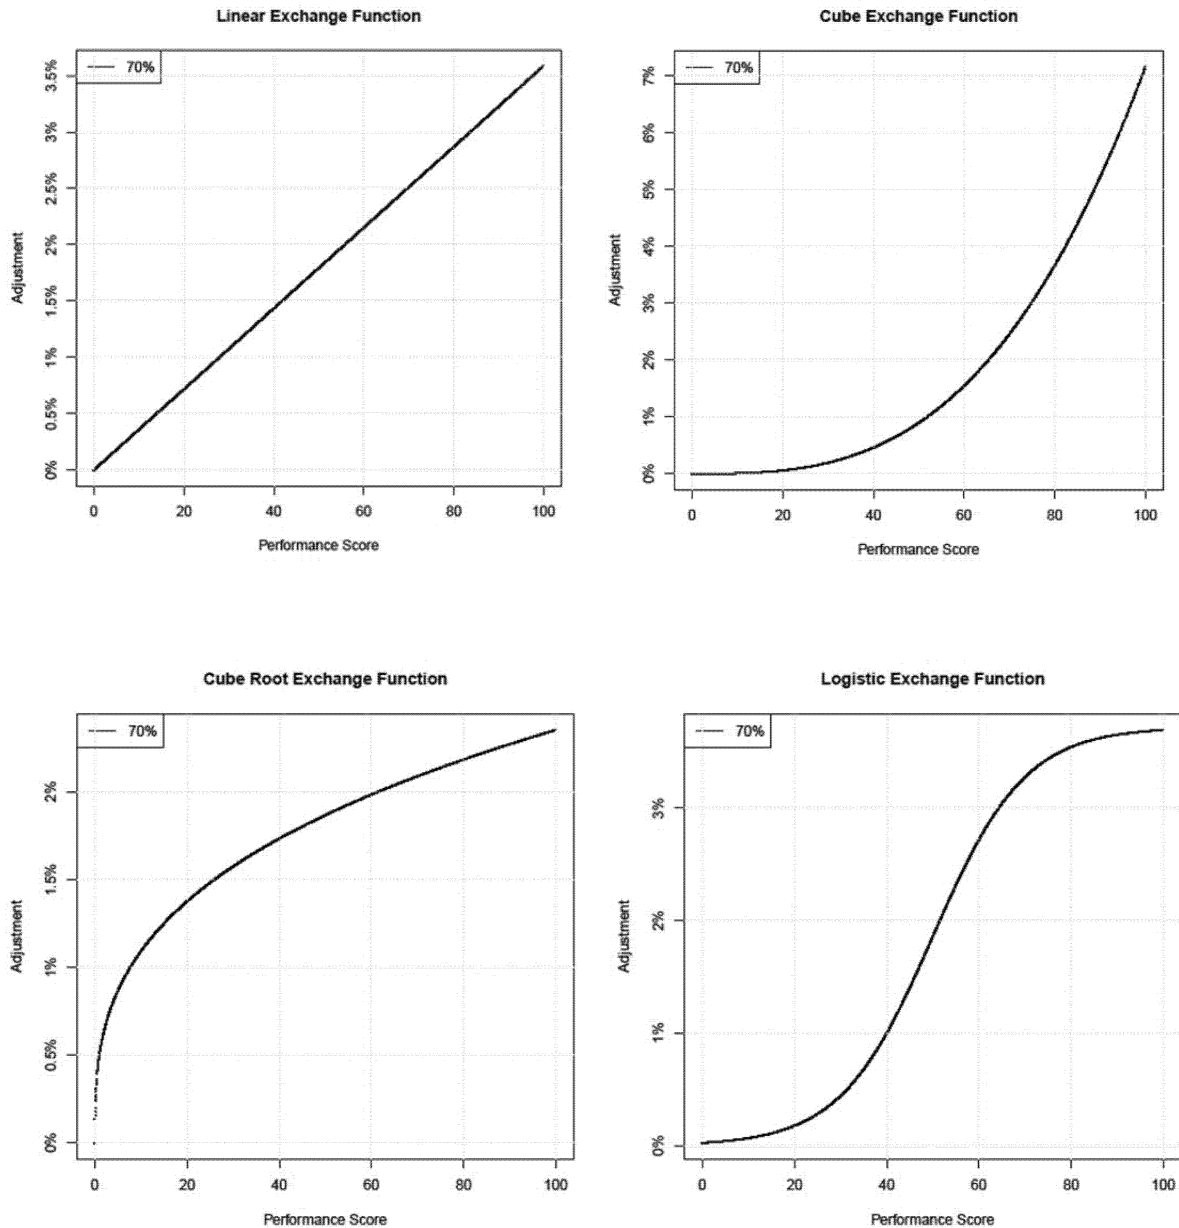 Linear Exchange Function
70%
3.5%
3%
2.5%
2%
1.5%
1%
0.5%
0%
Adjustment
0 20 40 60 80 100
Performance Score
Cube Exchange Function
70%
7%
6%
5%
4%
3%
2%
1%
0%
Adjustment
0 20 40 60 80 100
Performance Score
Cube Root Exchange Function
70%
2%
1.5%
1%
0.5%
0%
Adjustment
0 20 40 60 80 100
Performance Score
Logistic Exchange Function
70%
3%
2%
1%
0%
Adjustment
0 20 40 60 80 100
Performance Score